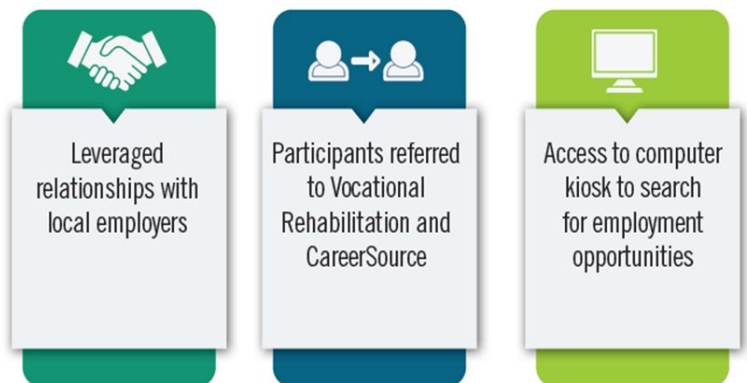 Leveraged
relationships with
local employers
Participants referred
to Vocational
Rehabilitation and
CareerSource
Access to computer
kiosk to search
for employment
opportunities